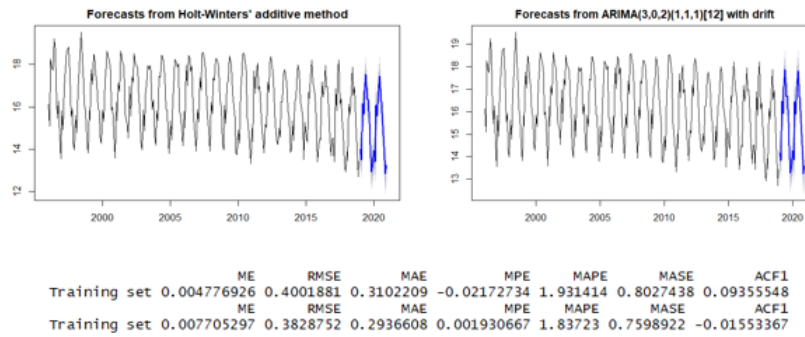 Forecasts from Holt-Winters' additive method
Forecasts from ARIMA(3,0,2)(1,1,1)[12] with drift
18
16
14
12
2000 2005 2010 2015 2020
19
18
17
16
15
14
13
2000 2005 2010 2015 2020
ME RMSE MAE MPE MAPE MASE ACF1
Training set 0.004776926 0.4001881 0.3102209 -0.02172734 1.931414 0.8027438 0.09355548
ME RMSE MAE MPE MAPE MASE ACF1
Training set 0.007705297 0.3828752 0.2936608 0.001930667 1.83723 0.7598922 -0.01553367